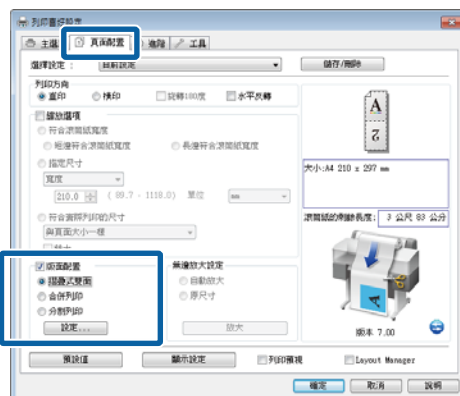 列印喜好設定
主選
頁面配置
進階
工具
選擇設定：
目前設定
儲存/刪除
列印方向
直印
橫印
旋轉180度
水平反轉
縮放選項
符合滾筒紙寬度
短邊符合滾筒紙寬度
長邊符合滾筒紙寬度
指定尺寸
寬度
210.0
( 89.7 - 1118.0)
單位
mm
符合實際列印的尺寸
與頁面大小一樣
版面配置
摺疊式雙面
合併列印
分割列印
設定...
無邊放大設定
自動放大
原尺寸
放大
A
大小:A4 210 x 297 mm
滾筒紙的剩餘長度:
3 公尺 83 公分
版本 7.00
預設值
顯示設定
列印預視
Layout Manager
確定
取消
說明